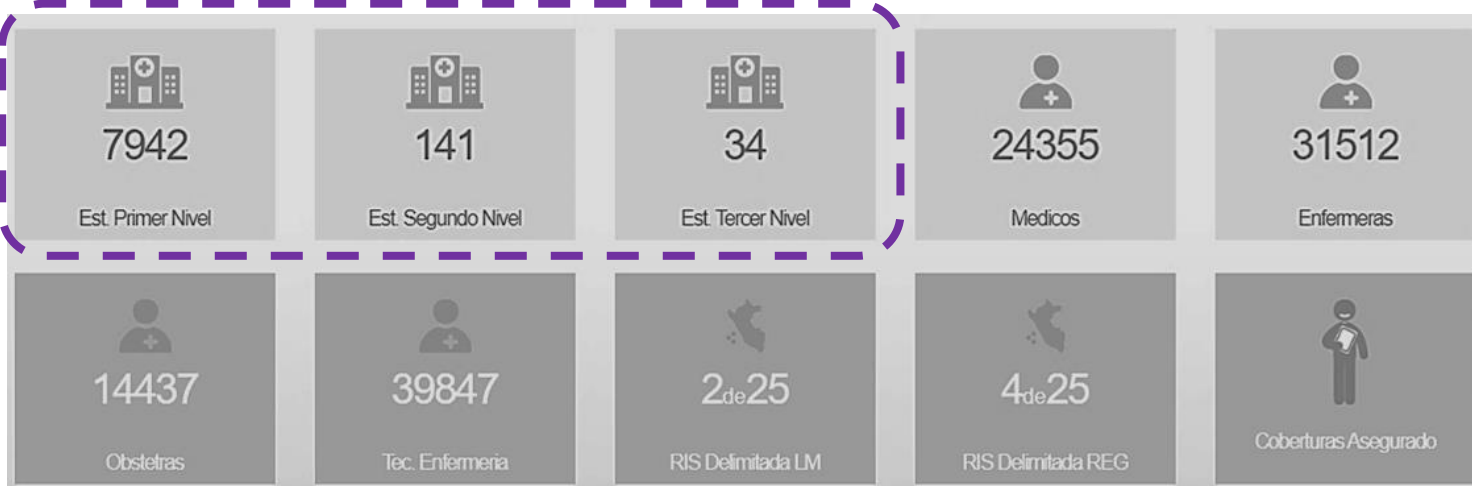 7942
Est. Primer Nivel
141
Est. Segundo Nivel
34
Est. Tercer Nivel
24355
Medicos
31512
Enfermeras
14437
Obstetras
39847
Tec. Enfermeria
2de25
RIS Delimitada LM
4de25
RIS Delimitada REG
Coberturas Asegurado